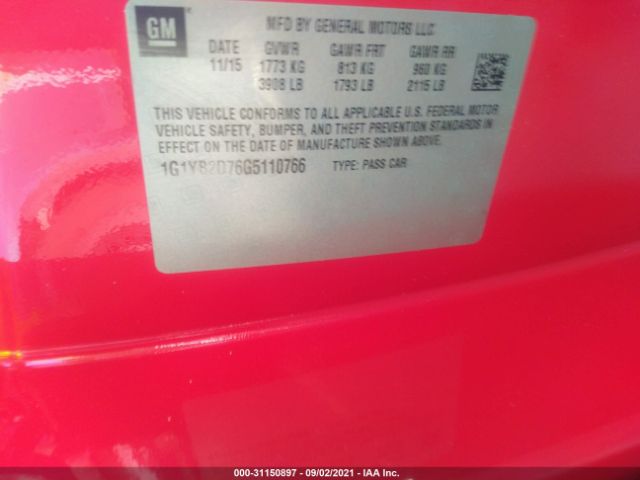 GM
MFD BY GENERAL MOTORS LLC
DATE GVWR GAWR FRT GAWR RR
11/15 1773 KG 813 KG 960 KG
3908 LB 1793 LB 2115 LB
THIS VEHICLE CONFORMS TO ALL APPLICABLE U.S. FEDERAL MOTOR
VEHICLE SAFETY, BUMPER, AND THEFT PREVENTION STANDARDS IN
EFFECT ON THE DATE OF MANUFACTURE SHOWN ABOVE.
1G1YB2D76G5110766 TYPE: PASS CAR
000-31150897 - 09/02/2021 - IAA Inc.